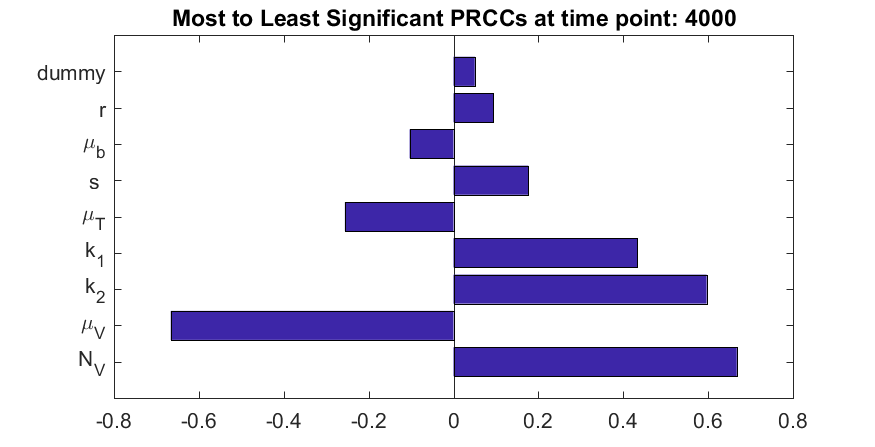 Most to Least Significant PRCCs at time point: 4000
dummy
r
μb
s
μT
k1
k2
μV
NV
-0.8 -0.6 -0.4 -0.2 0 0.2 0.4 0.6 0.8